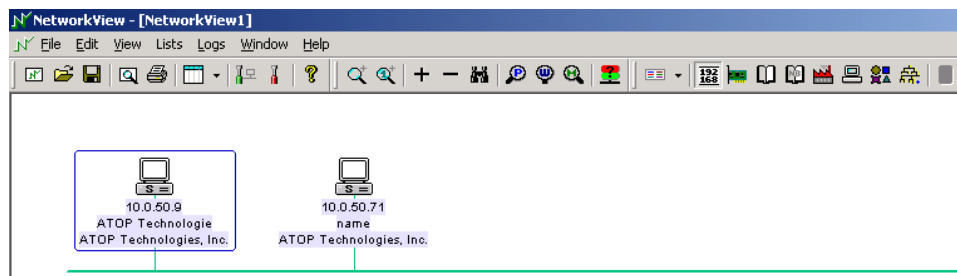 NetworkView - [NetworkView1]
File Edit View Lists Logs Window Help
192
168
S S
10.0.50.9 10.0.50.71
ATOP Technologie name
ATOP Technologies, Inc. ATOP Technologies, Inc.